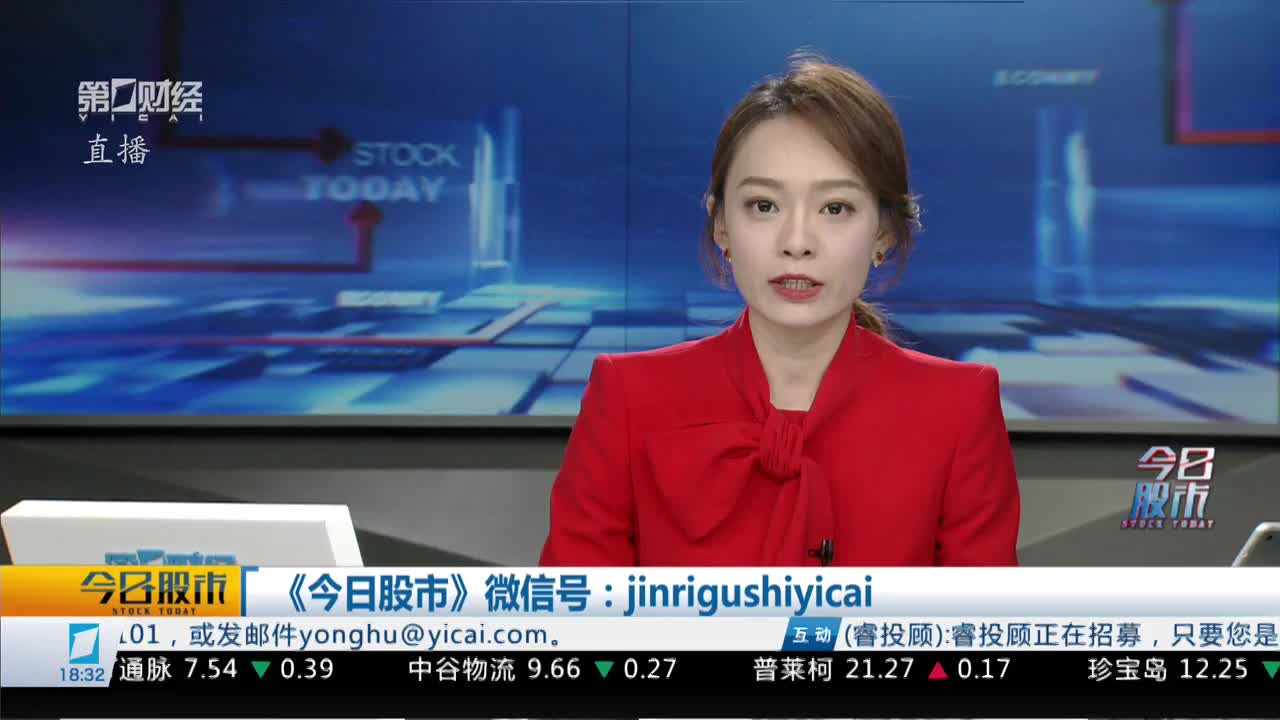 第一财经
YICAI
直播
STOCK
TODAY
ECONOMY
ECONOMY
今日
股市
STOCK TODAY
今日股市
STOCK TODAY
《今日股市》微信号：jinrigushiyicai
101，或发邮件yonghu@yicai.com。
互动
(睿投顾):睿投顾正在招募，只要您是
18:32
通脉 7.54 ▼ 0.39 中谷物流 9.66 ▼ 0.27 普莱柯 21.27 ▲ 0.17 珍宝岛 12.25 ▼